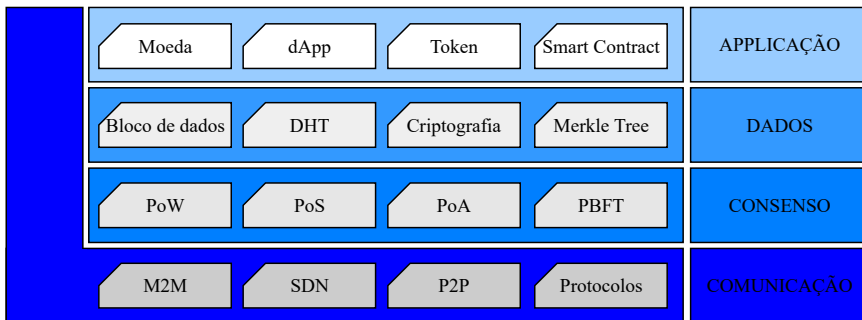 Moeda dApp Token Smart Contract APPLICAÇÃO
Bloco de dados DHT Criptografia Merkle Tree DADOS
PoW PoS PoA PBFT CONSENSO
M2M SDN P2P Protocolos COMUNICAÇÃO